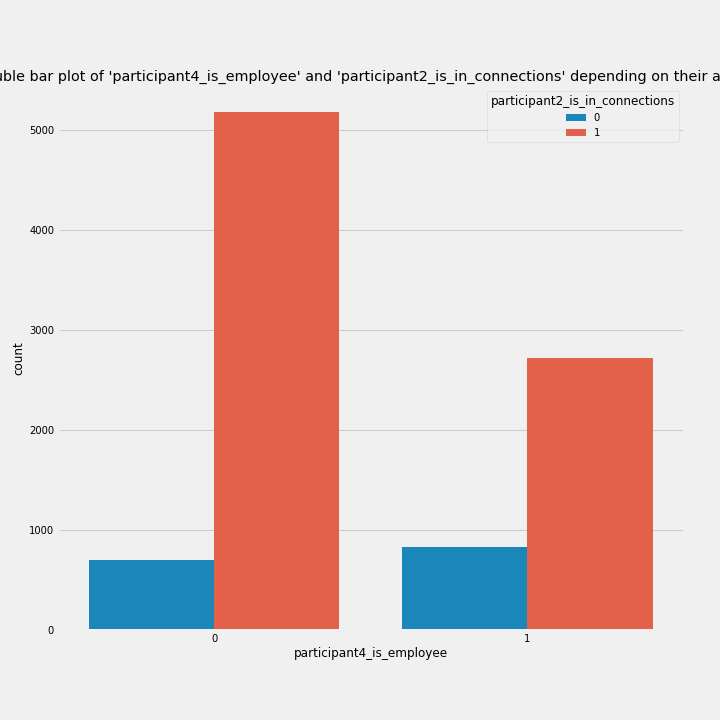 uble bar plot of 'participant4_is_employee' and 'participant2_is_in_connections' depending on their a
participant2_is_in_connections
0
1
5000
4000
3000
2000
1000
0
count
0 1
participant4_is_employee